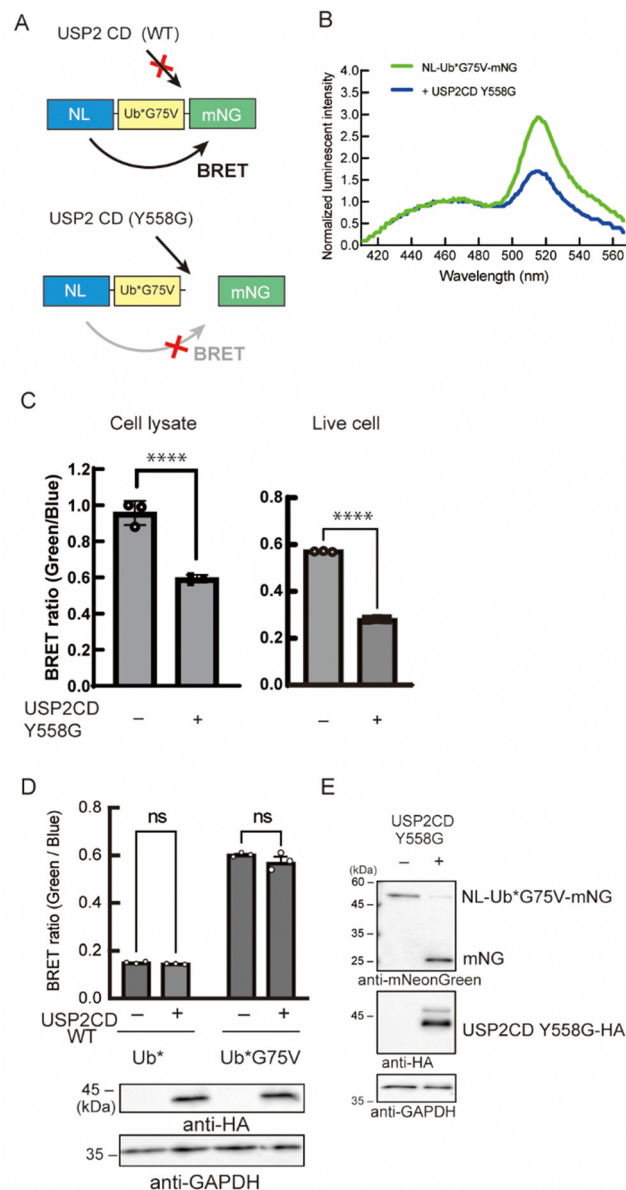 A
USP2 CD (WT)
NL
Ub*G75V
mNG
BRET
USP2 CD (Y558G)
NL
Ub*G75V
mNG
BRET
B
NL-Ub*G75V-mNG
+ USP2CD Y558G
Normalized luminescent intensity
4.0
3.5
3.0
2.5
2.0
1.5
1.0
0.5
0.0
420 440 460 480 500 520 540 560
Wavelength (nm)
C
Cell lysate
Live cell
BRET ratio (Green/Blue)
1.2
1.0
0.8
0.6
0.4
0.2
0.0
****
0.8
0.6
0.4
0.2
0.0
****
USP2CD
Y558G
– +
– +
D
BRET ratio (Green / Blue)
0.8
0.6
0.4
0.2
0.0
ns
ns
USP2CD
WT
– + – +
Ub* Ub*G75V
45 –
(kDa)
anti-HA
35 –
anti-GAPDH
E
USP2CD
Y558G
(kDa)
– +
60 –
45 –
35 –
25 –
NL-Ub*G75V-mNG
mNG
anti-mNeonGreen
45 –
USP2CD Y558G-HA
anti-HA
35 –
anti-GAPDH